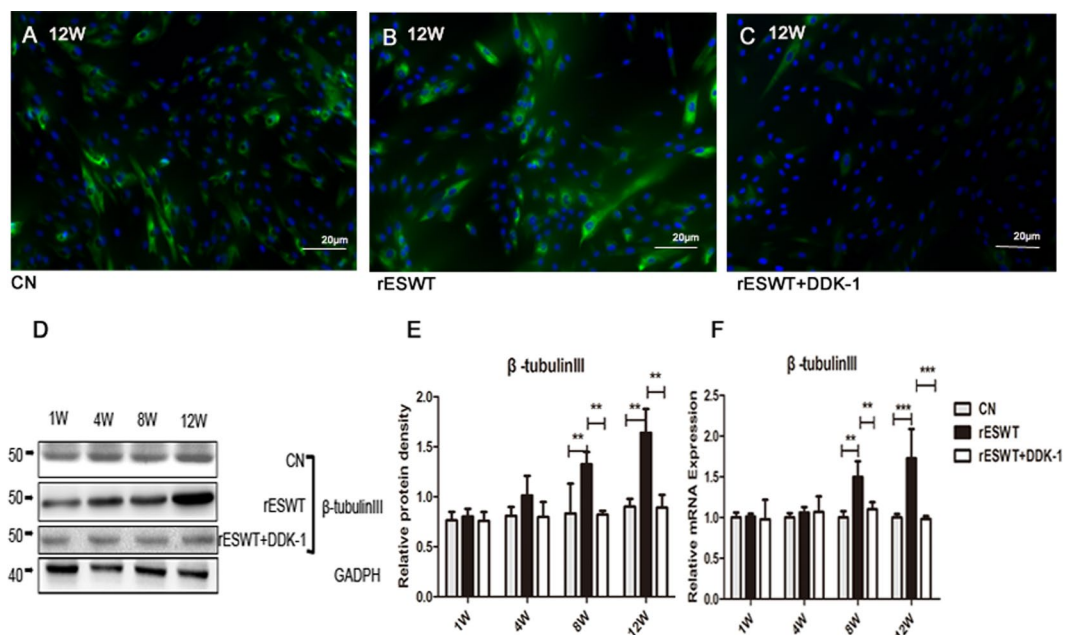 A 12W
B 12W
C 12W
20μm
20μm
20μm
CN
rESWT
rESWT+DDK-1
D
1W 4W 8W 12W
50
CN
50
rESWT
β-tubulinIII
50
rESWT+DDK-1
40
GADPH
E
β -tubulinIII
Relative protein density
2.0
1.5
1.0
0.5
0.0
**
**
**
**
1W 4W 8W 12W
F
β -tubulinIII
Relative mRNA Expression
2.5
2.0
1.5
1.0
0.5
0.0
**
**
***
***
1W 4W 8W 12W
CN
rESWT
rESWT+DDK-1